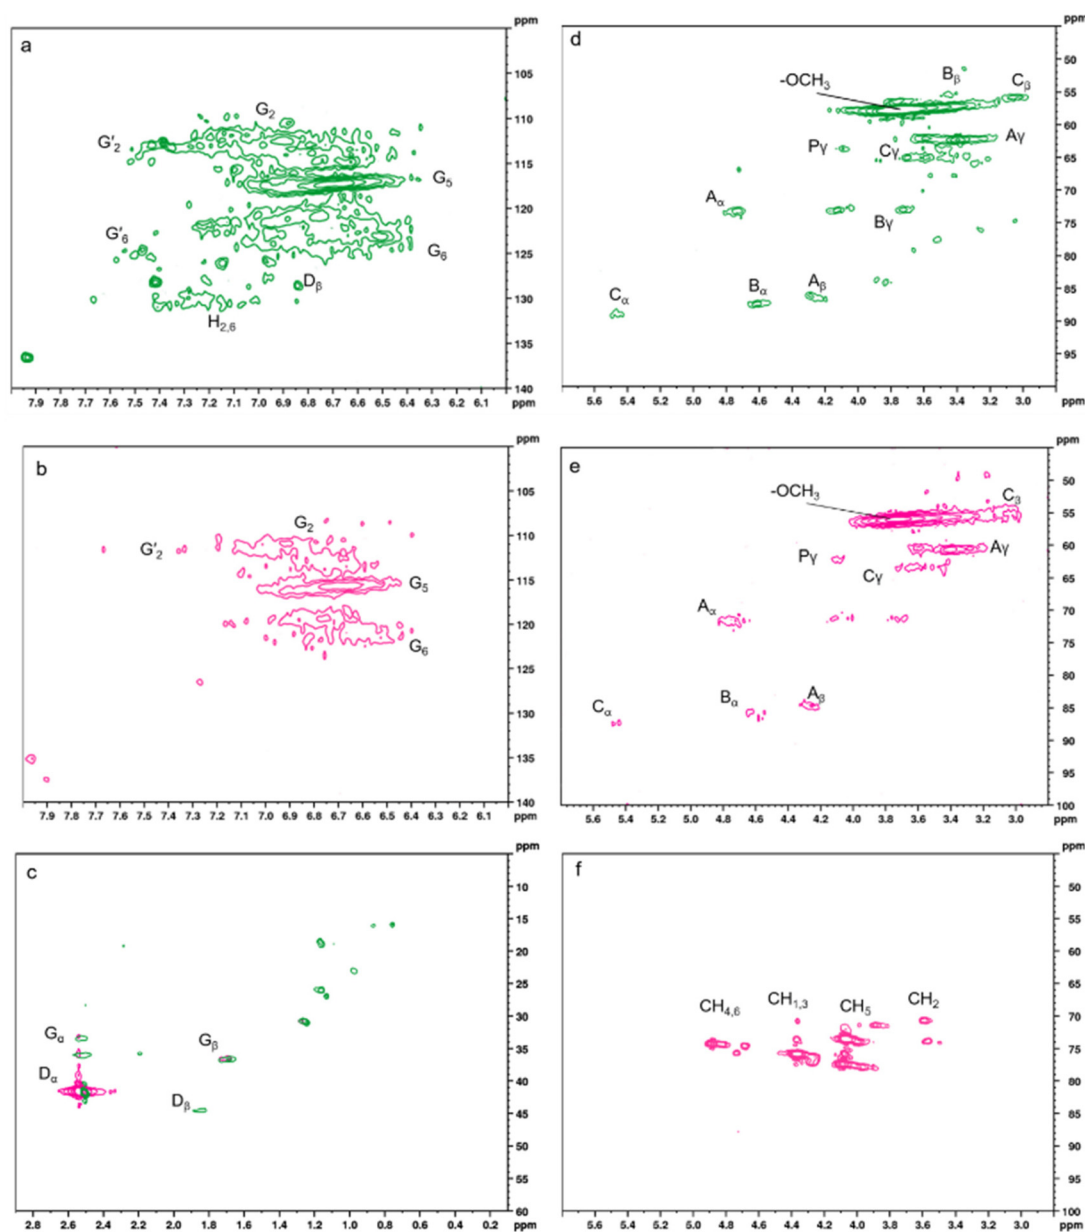 a
ppm
G₂
G′₂
G₅
G′₆
G₆
Dβ
H₂,₆
105
110
115
120
125
130
135
140
7.9 7.8 7.7 7.6 7.5 7.4 7.3 7.2 7.1 7.0 6.9 6.8 6.7 6.6 6.5 6.4 6.3 6.2 6.1 ppm
d
ppm
-OCH₃
Bβ
Cβ
Pγ
Cγ
Aγ
Aα
Bγ
Cα
Bα
Aβ
50
55
60
65
70
75
80
85
90
95
5.6 5.4 5.2 5.0 4.8 4.6 4.4 4.2 4.0 3.8 3.6 3.4 3.2 3.0 ppm
b
ppm
G₂
G′₂
G₅
G₆
105
110
115
120
125
130
135
140
7.9 7.8 7.7 7.6 7.5 7.4 7.3 7.2 7.1 7.0 6.9 6.8 6.7 6.6 6.5 6.4 6.3 6.2 6.1 ppm
e
ppm
-OCH₃
C₃
Pγ
Cγ
Aγ
Aα
Cα
Bα
Aβ
50
55
60
65
70
75
80
85
90
95
100
5.6 5.4 5.2 5.0 4.8 4.6 4.4 4.2 4.0 3.8 3.6 3.4 3.2 3.0 ppm
c
ppm
Gα
Gβ
Dα
Dβ
10
15
20
25
30
35
40
45
50
55
60
2.8 2.6 2.4 2.2 2.0 1.8 1.6 1.4 1.2 1.0 0.8 0.6 0.4 0.2 ppm
f
ppm
CH₄,₆
CH₁,₃
CH₅
CH₂
50
55
60
65
70
75
80
85
90
95
100
5.6 5.4 5.2 5.0 4.8 4.6 4.4 4.2 4.0 3.8 3.6 3.4 3.2 3.0 ppm